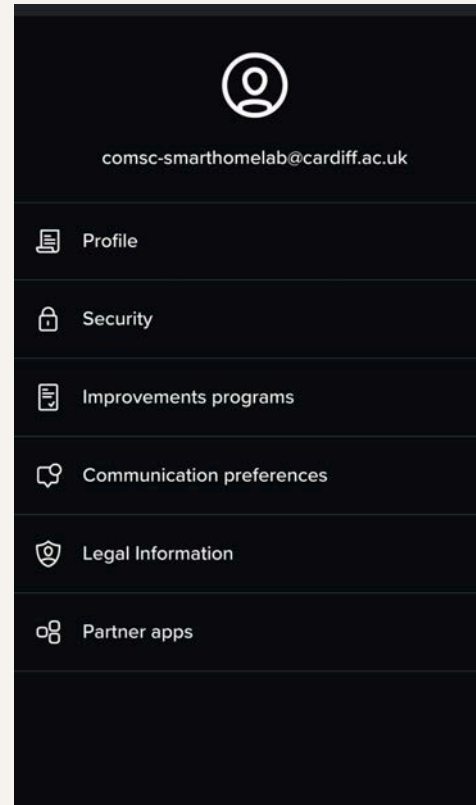 comsc-smarthomelab@cardiff.ac.uk
Profile
Security
Improvements programs
Communication preferences
Legal Information
Partner apps